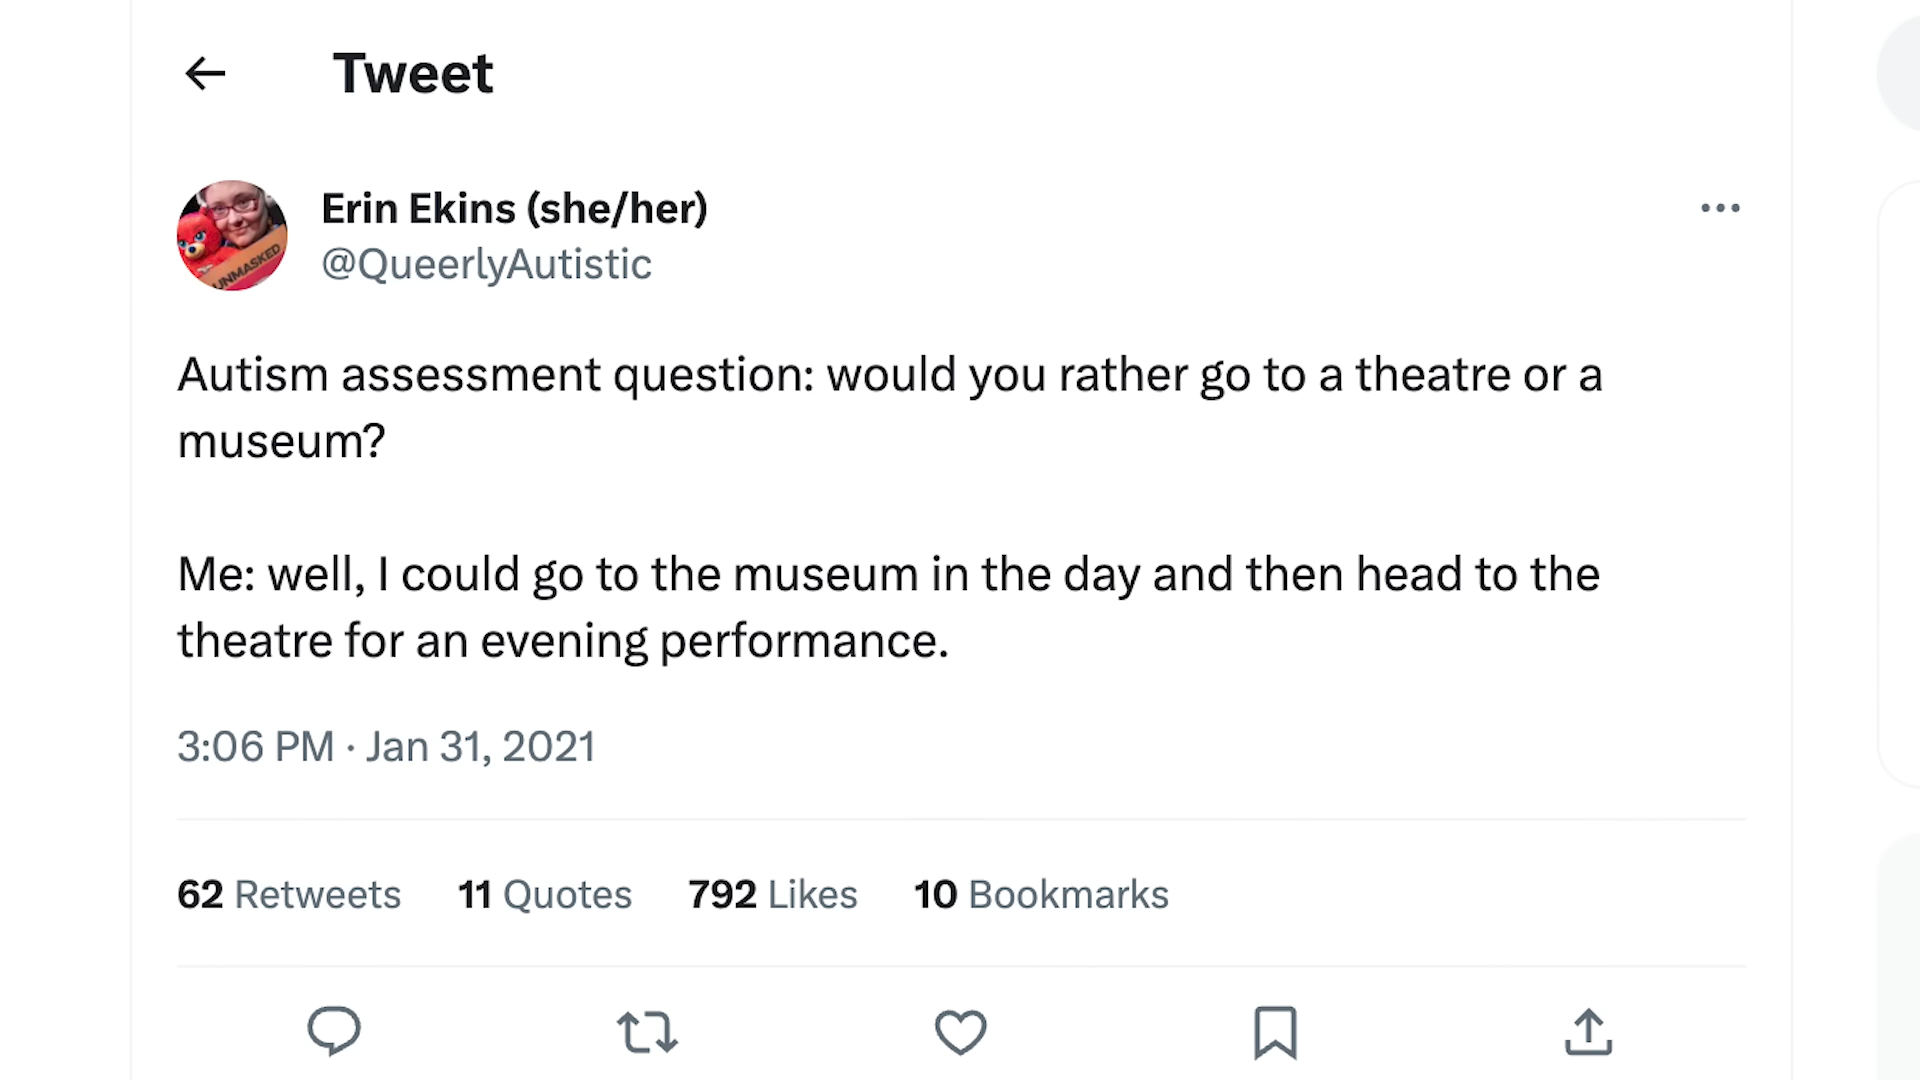 Tweet
Erin Ekins (she/her)
@QueerlyAutistic
UNMASKED
Autism assessment question: would you rather go to a theatre or a
museum?
Me: well, I could go to the museum in the day and then head to the
theatre for an evening performance.
3:06 PM · Jan 31, 2021
62 Retweets 11 Quotes 792 Likes 10 Bookmarks